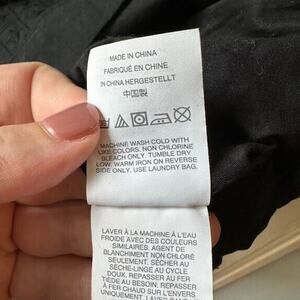 MADE IN CHINA
FABRIQUÉ EN CHINE
IN CHINA HERGESTELLT
中国製
MACHINE WASH COLD WITH
LIKE COLORS. NON CHLORINE
BLEACH ONLY. TUMBLE DRY
LOW. WARM IRON ON REVERSE
SIDE ONLY. USE LAUNDRY BAG.
LAVER À LA MACHINE À L'EAU
FROIDE AVEC DES COULEURS
SIMILAIRES, AGENT DE
BLANCHIMENT NON CHLORÉ
SEULEMENT. SÉCHER AU
SÈCHE-LINGE AU CYCLE
DOUX. REPASSER AU FER
TIÈDE SUR L'ENVERS
UNIQUEMENT. LAVER DANS